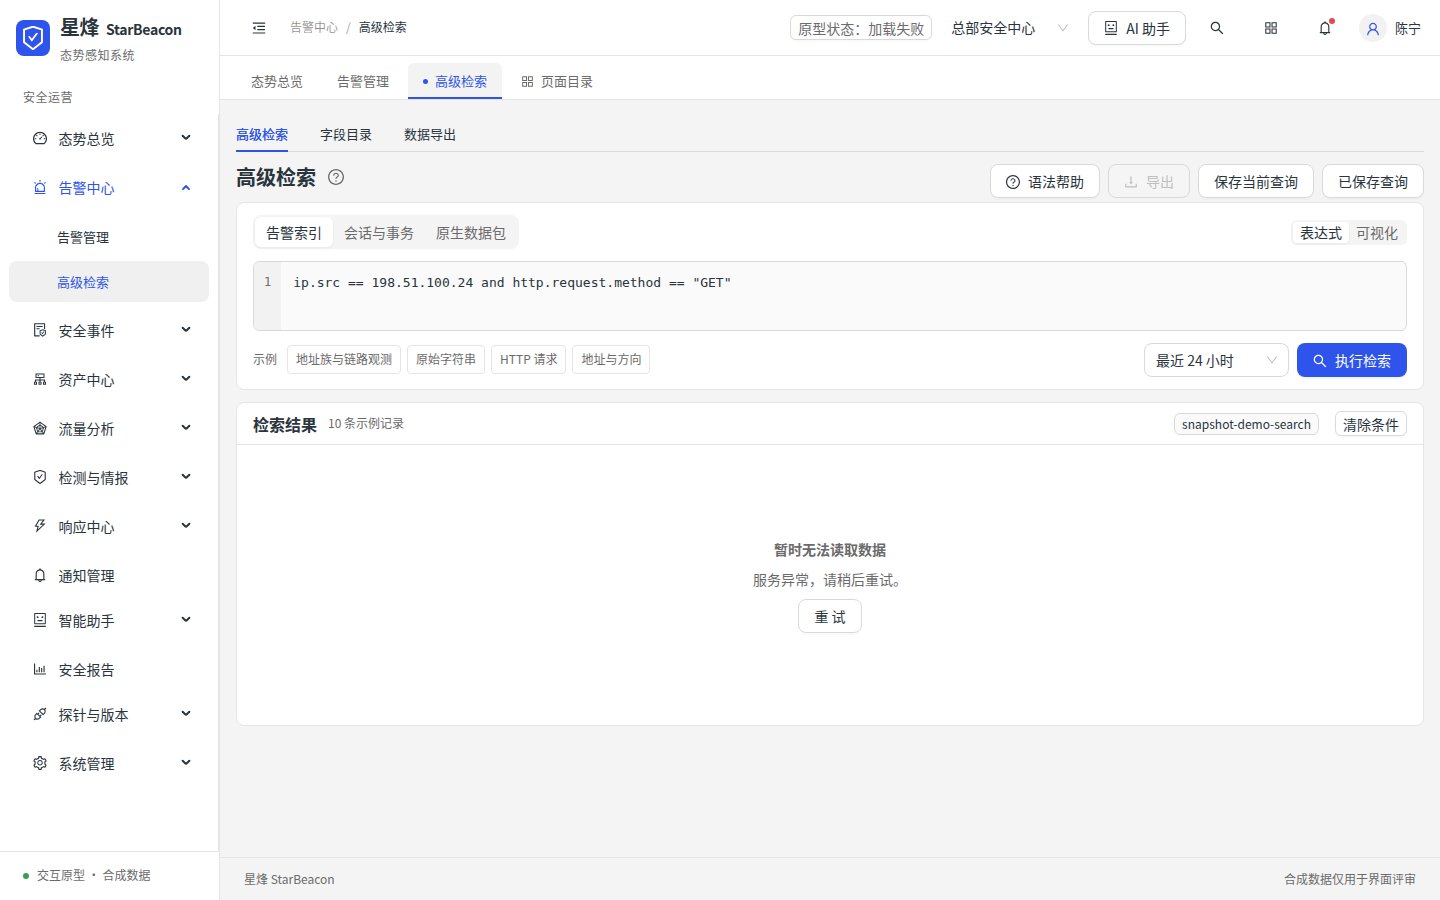 星烽 StarBeacon
态势感知系统
安全运营
态势总览
告警中心
告警管理
高级检索
安全事件
资产中心
流量分析
检测与情报
响应中心
通知管理
智能助手
安全报告
探针与版本
系统管理
交互原型 · 合成数据
告警中心 / 高级检索
原型状态：加载失败
总部安全中心
AI 助手
陈宁
态势总览 告警管理 高级检索 页面目录
高级检索 字段目录 数据导出
高级检索
语法帮助 导出 保存当前查询 已保存查询
告警索引 会话与事务 原生数据包
表达式 可视化
1 ip.src == 198.51.100.24 and http.request.method == "GET"
示例 地址族与链路观测 原始字符串 HTTP 请求 地址与方向
最近 24 小时 执行检索
检索结果 10 条示例记录
snapshot-demo-search 清除条件
暂时无法读取数据
服务异常，请稍后重试。
重 试
星烽 StarBeacon
合成数据仅用于界面评审